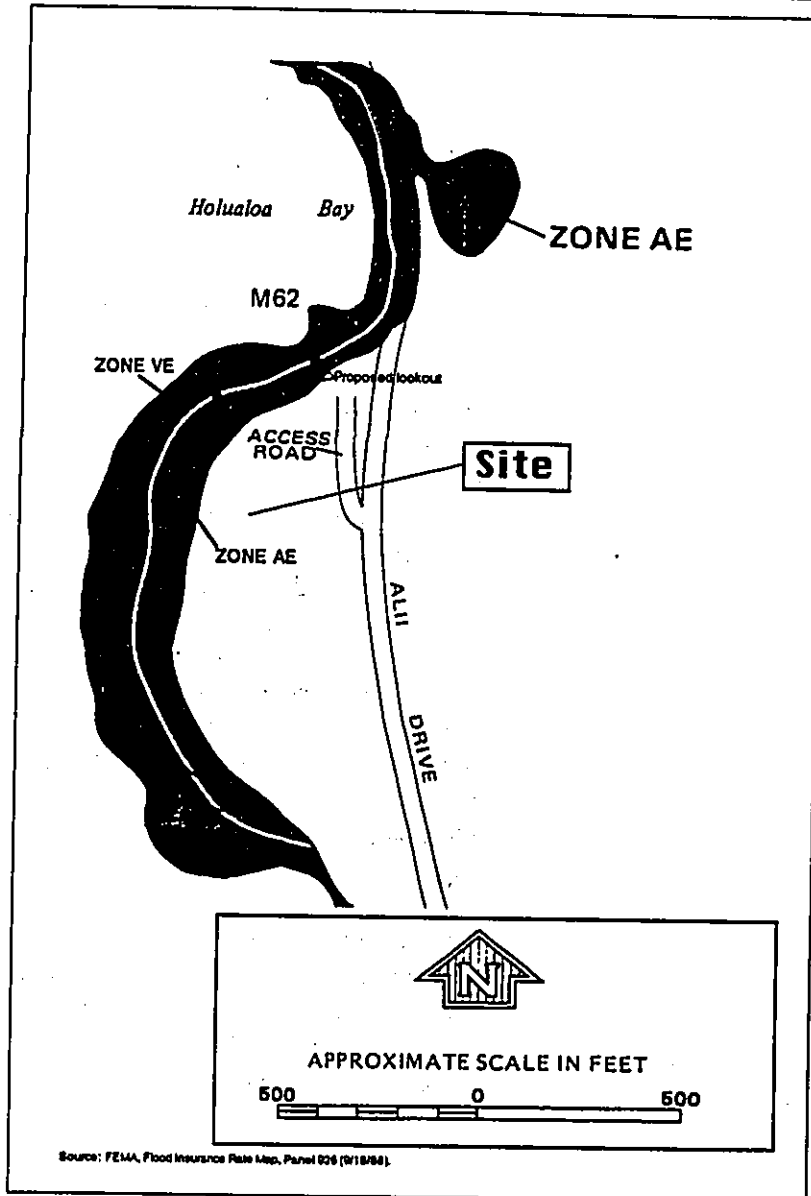 Holualoa Bay
ZONE AE
M62
ZONE VE
Proposed lookout
ACCESS
ROAD
Site
ZONE AE
ALII
DRIVE
N
APPROXIMATE SCALE IN FEET
500 0 500
Source: FEMA, Flood Insurance Rate Map, Panel